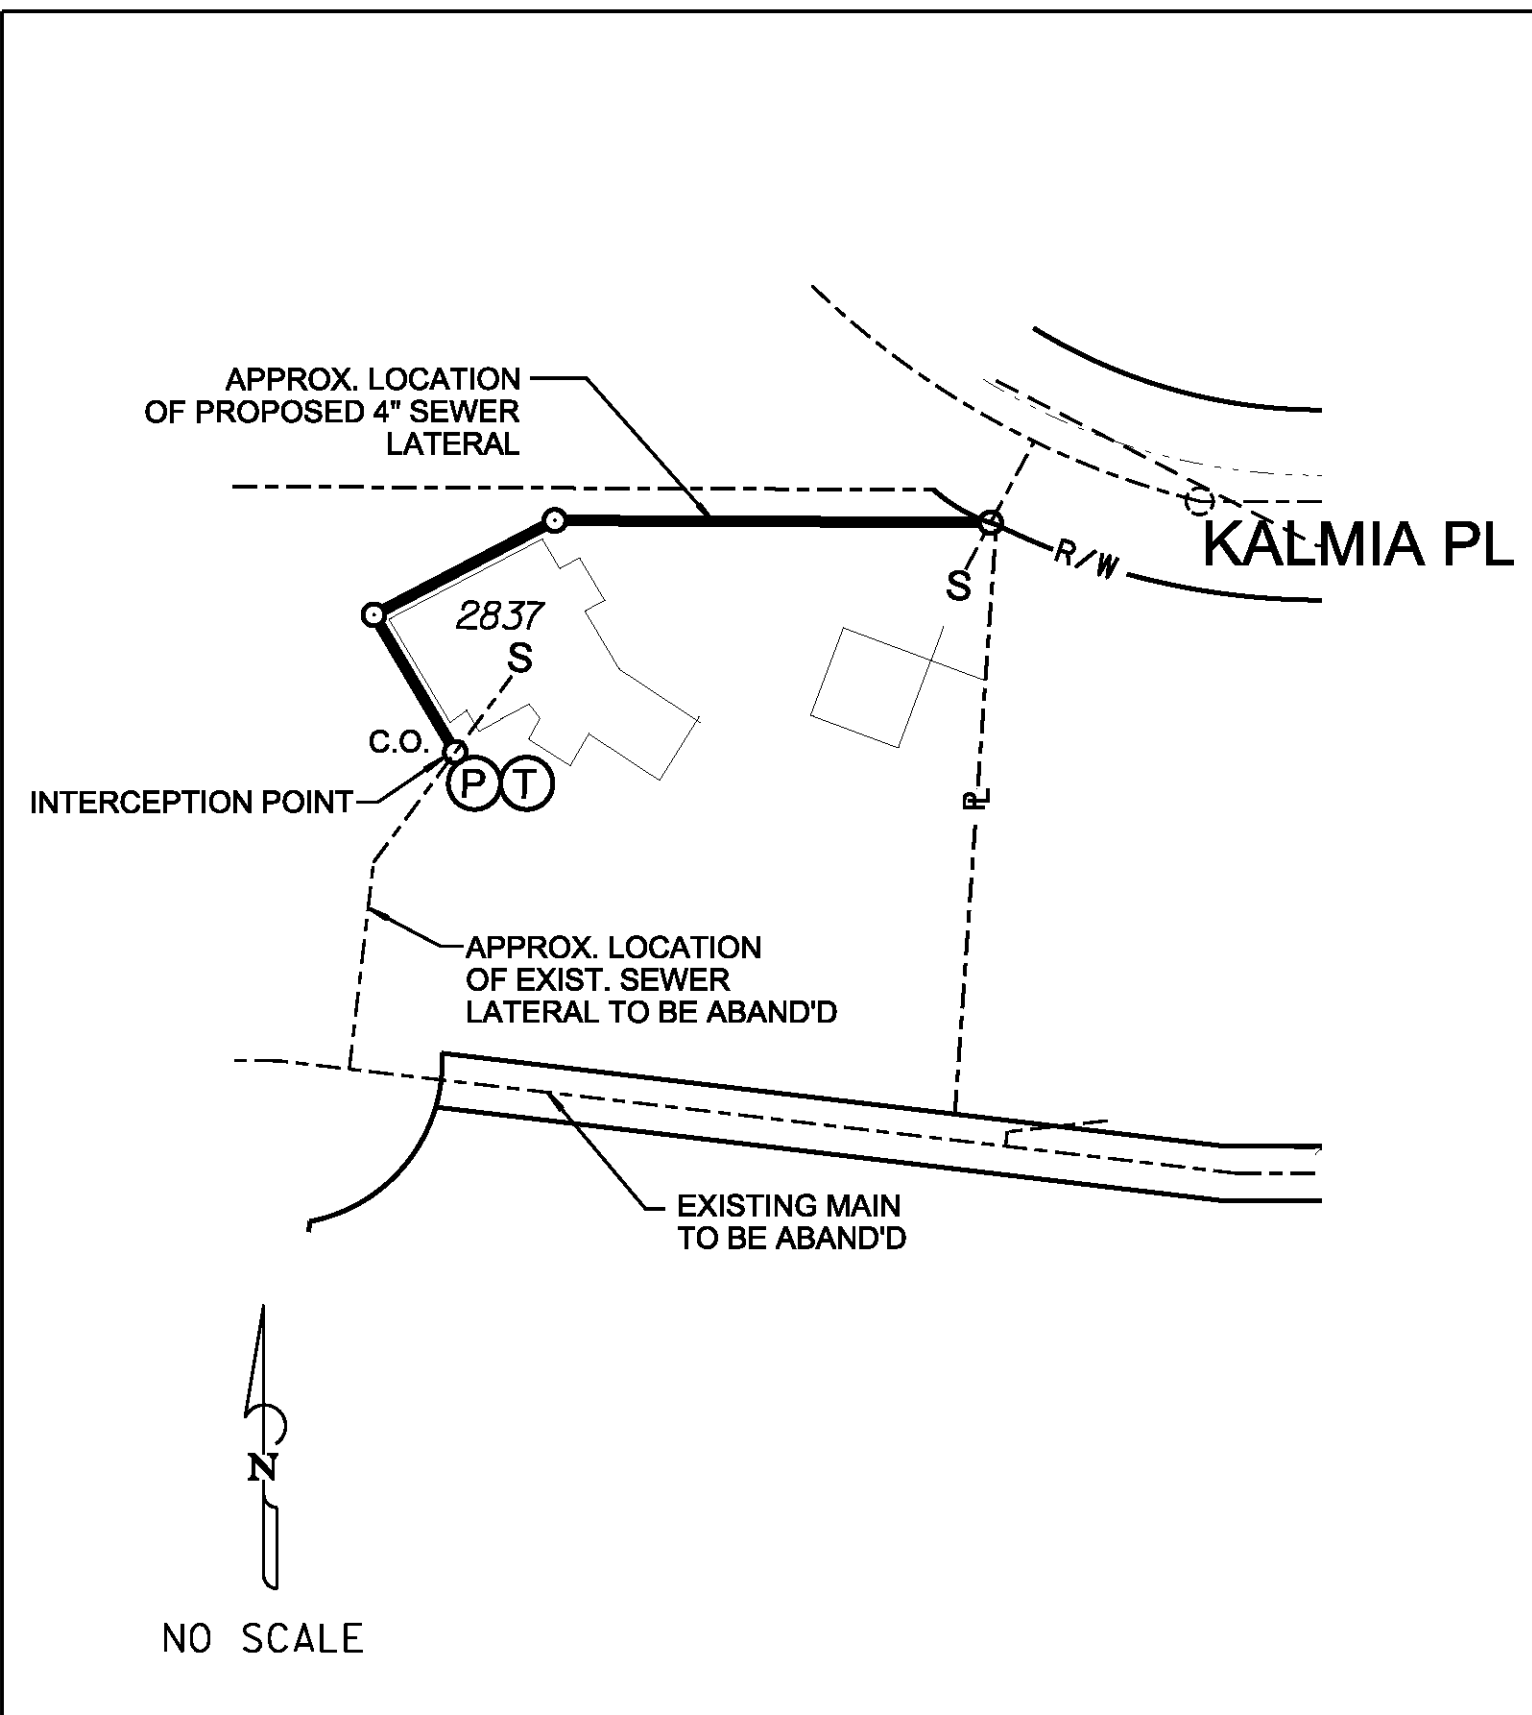 APPROX. LOCATION
OF PROPOSED 4" SEWER
LATERAL
R/W
KALMIA PL
S
2837
S
C.O.
P T
INTERCEPTION POINT
PL
APPROX. LOCATION
OF EXIST. SEWER
LATERAL TO BE ABAND'D
EXISTING MAIN
TO BE ABAND'D
N
NO SCALE